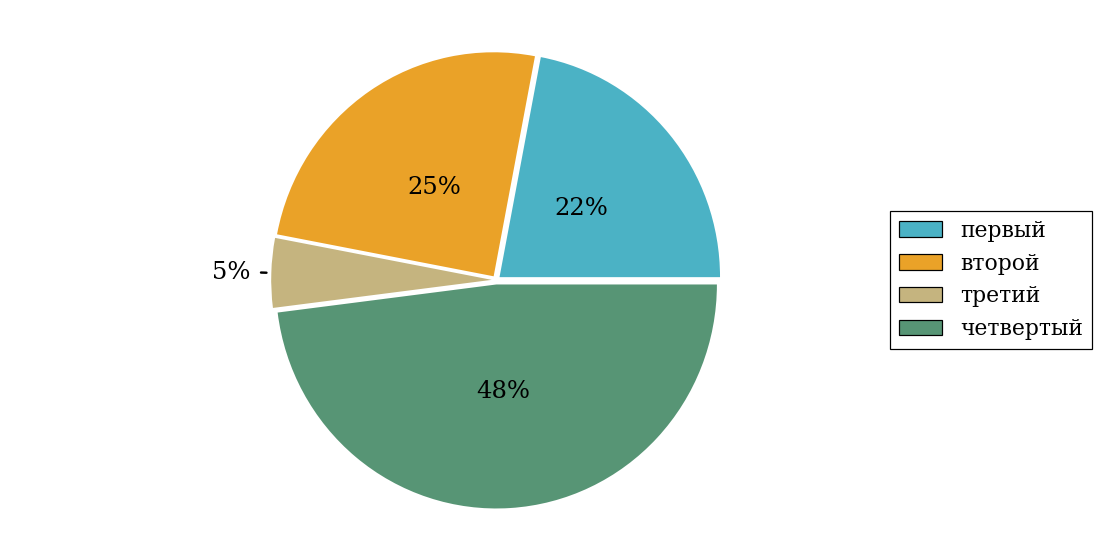 25%
22%
5%
48%
первый
второй
третий
четвертый